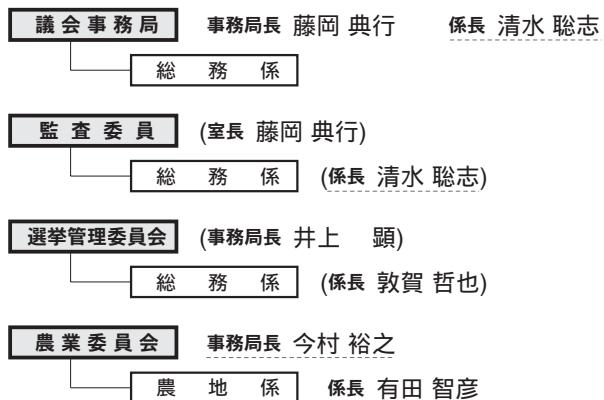 議会事務局 事務局長 藤岡 典行 係長 清水 聡志
総務係
監査委員 (室長 藤岡 典行)
総務係 (係長 清水 聡志)
選挙管理委員会 (事務局長 井上 顕)
総務係 (係長 敦賀 哲也)
農業委員会 事務局長 今村 裕之
農地係 係長 有田 智彦